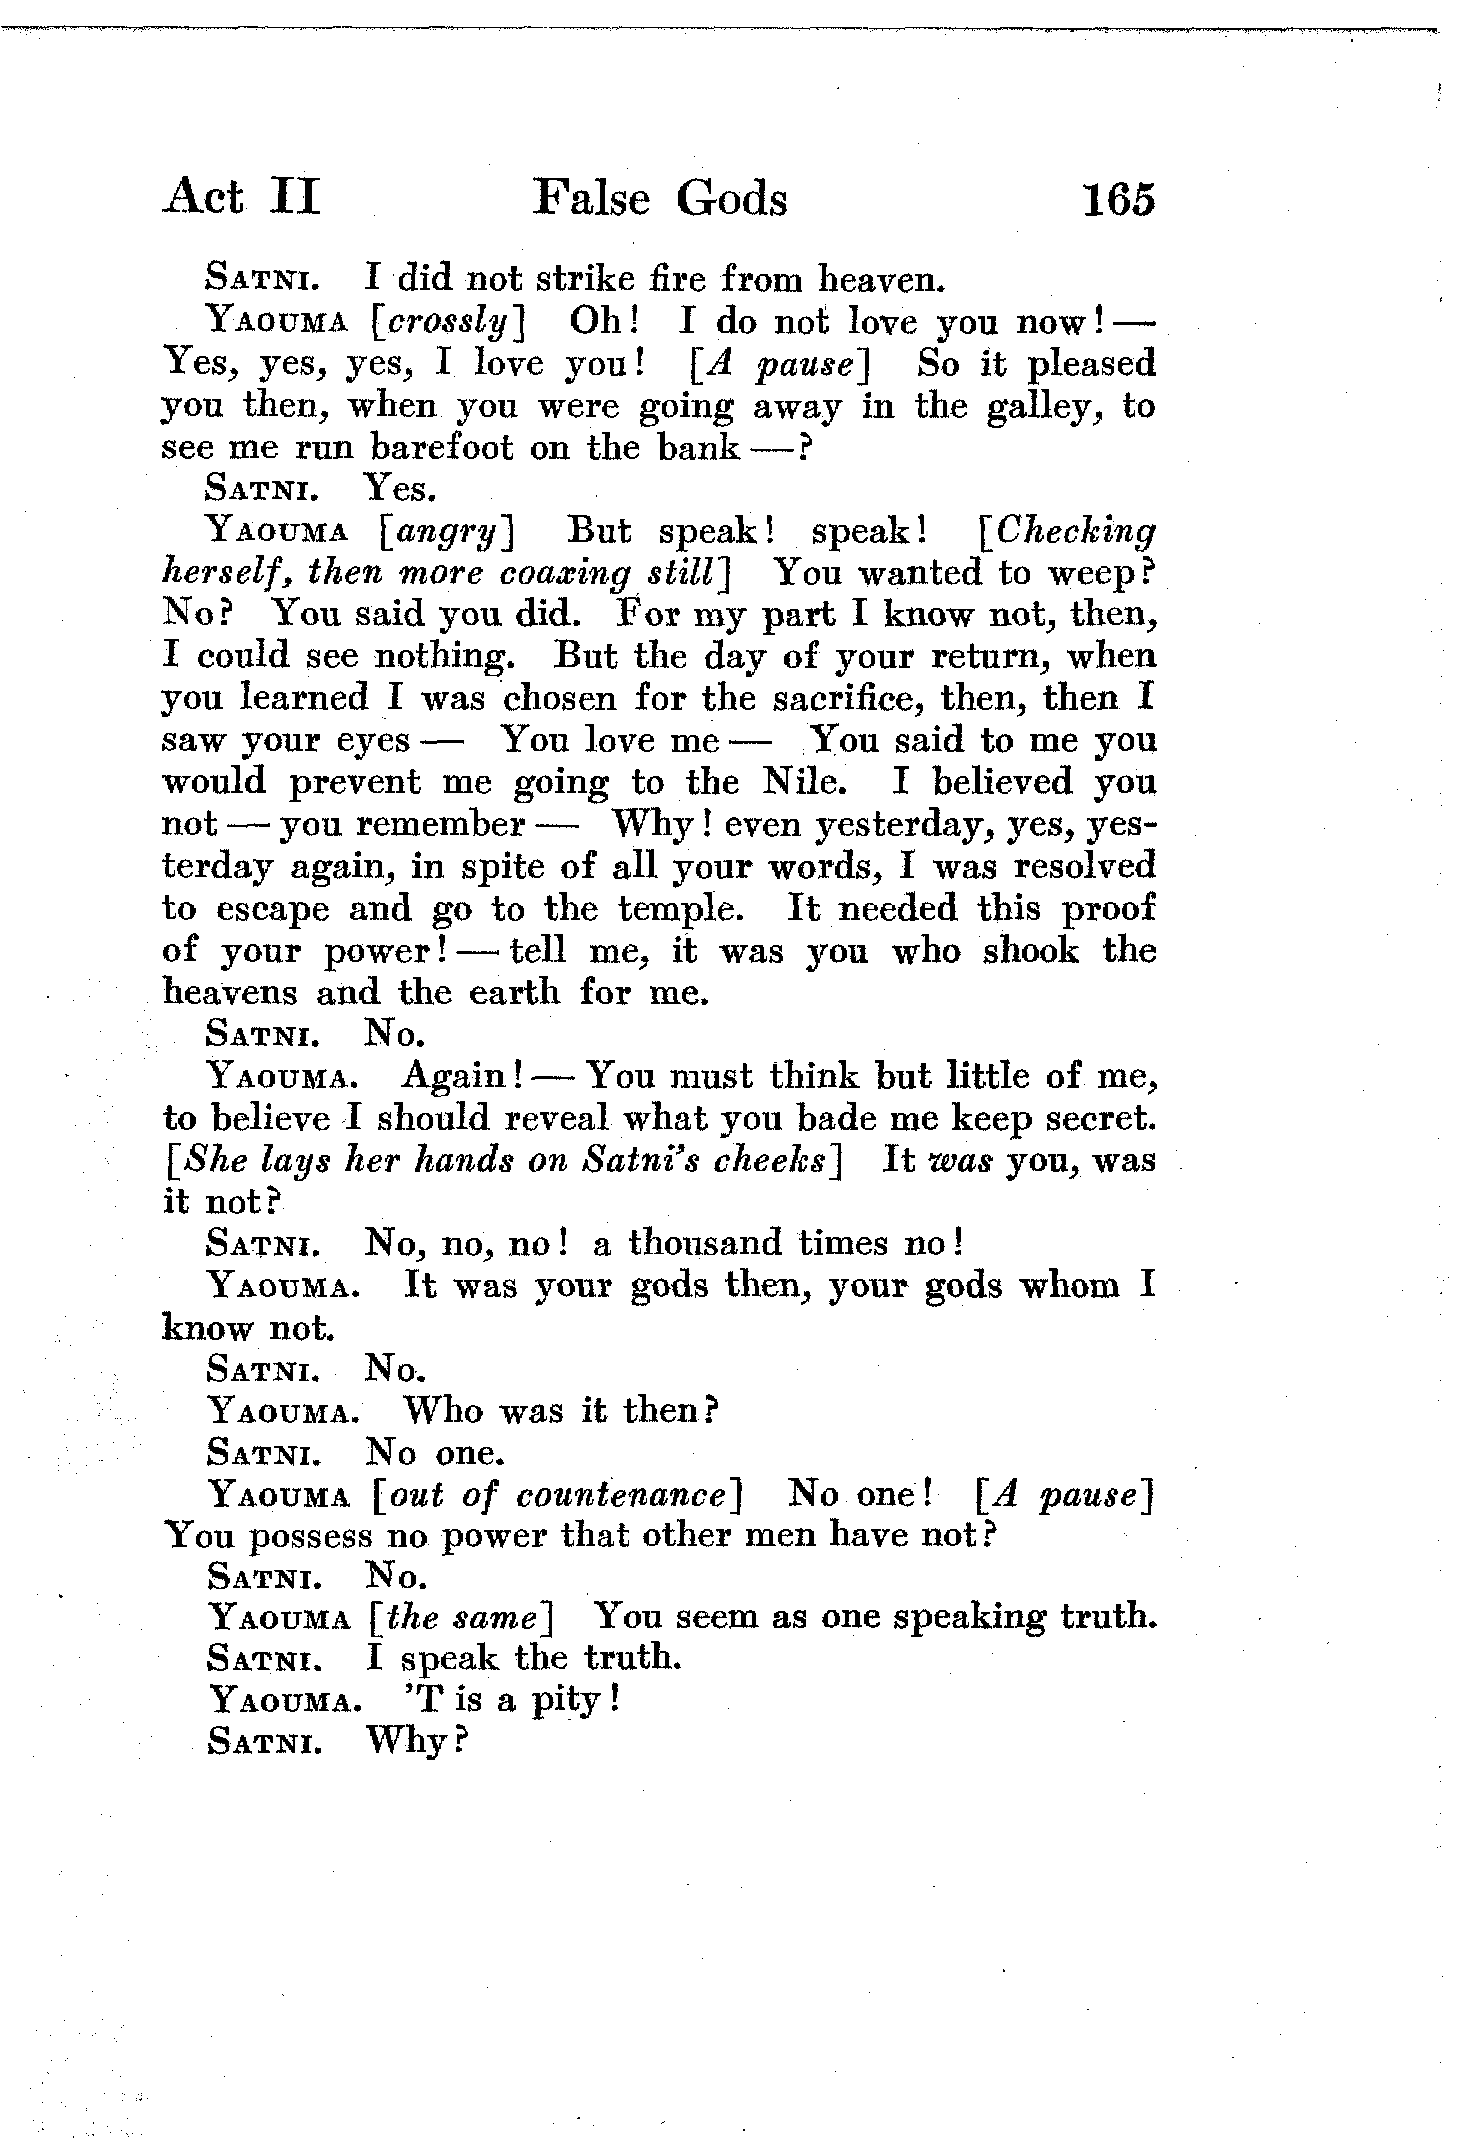 Act II False Gods 165
SATNI. I did not strike fire from heaven.
YAOUMA [crossly] Oh! I do not love you now!—
Yes, yes, yes, I love you! [A pause] So it pleased
you then, when you were going away in the galley, to
see me run barefoot on the bank—?
SATNI. Yes.
YAOUMA [angry] But speak! speak! [Checking
herself, then more coaxing still] You wanted to weep?
No? You said you did. For my part I know not, then,
I could see nothing. But the day of your return, when
you learned I was chosen for the sacrifice, then, then I
saw your eyes— You love me— You said to me you
would prevent me going to the Nile. I believed you
not—you remember— Why! even yesterday, yes, yes-
terday again, in spite of all your words, I was resolved
to escape and go to the temple. It needed this proof
of your power!—tell me, it was you who shook the
heavens and the earth for me.
SATNI. No.
YAOUMA. Again!—You must think but little of me,
to believe I should reveal what you bade me keep secret.
[She lays her hands on Satni's cheeks] It was you, was
it not?
SATNI. No, no, no! a thousand times no!
YAOUMA. It was your gods then, your gods whom I
know not.
SATNI. No.
YAOUMA. Who was it then?
SATNI. No one.
YAOUMA [out of countenance] No one! [A pause]
You possess no power that other men have not?
SATNI. No.
YAOUMA [the same] You seem as one speaking truth.
SATNI. I speak the truth.
YAOUMA. 'T is a pity!
SATNI. Why?